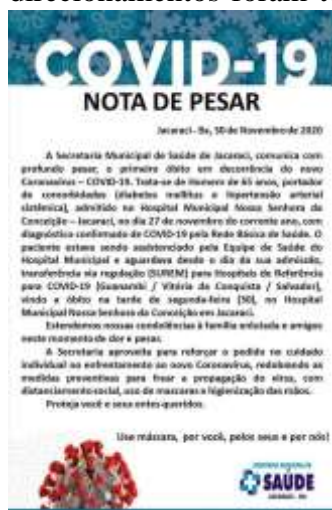 COVID-19
NOTA DE PESAR
Jacaraci - Ba, 30 de Novembro de 2020
A Secretaria Municipal de Saúde de Jacaraci, comunica com
profundo pesar, o primeiro óbito em decorrência do novo
Coronavírus – COVID-19. Trata-se de Homem de 65 anos, portador
de comorbidades (diabetes mellitus e hipertensão arterial
sistêmica), admitido no Hospital Municipal Nossa Senhora da
Conceição – Jacaraci, no dia 27 de novembro do corrente ano, com
diagnóstico confirmado de COVID-19 pela Rede Básica de Saúde. O
paciente estava sendo assistenciado pela Equipe de Saúde do
Hospital Municipal e aguardava desde o dia da sua admissão,
transferência via regulação (SUREM) para Hospitais de Referência
para COVID-19 (Guanambi / Vitória da Conquista / Salvador),
vindo a óbito na tarde de segunda-feira (30), no Hospital
Municipal Nossa Senhora da Conceição em Jacaraci.
Estendemos nossas condolências à família enlutada e amigos
neste momento de dor e pesar.
A Secretaria aproveita para reforçar o pedido no cuidado
individual no enfrentamento ao novo Coronavírus, redobrando as
medidas preventivas para frear a propagação do vírus, com
distanciamento social, uso de mascaras e higienização das mãos.
Proteja você e seus entes queridos.
Use máscara, por você, pelos seus e por nós!
SAÚDE